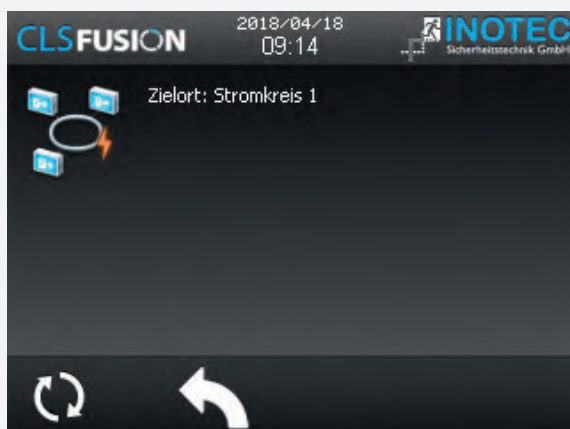 CLSFUSION
2018/04/18
09:14
INOTEC
Sicherheitstechnik GmbH
Zielort: Stromkreis 1